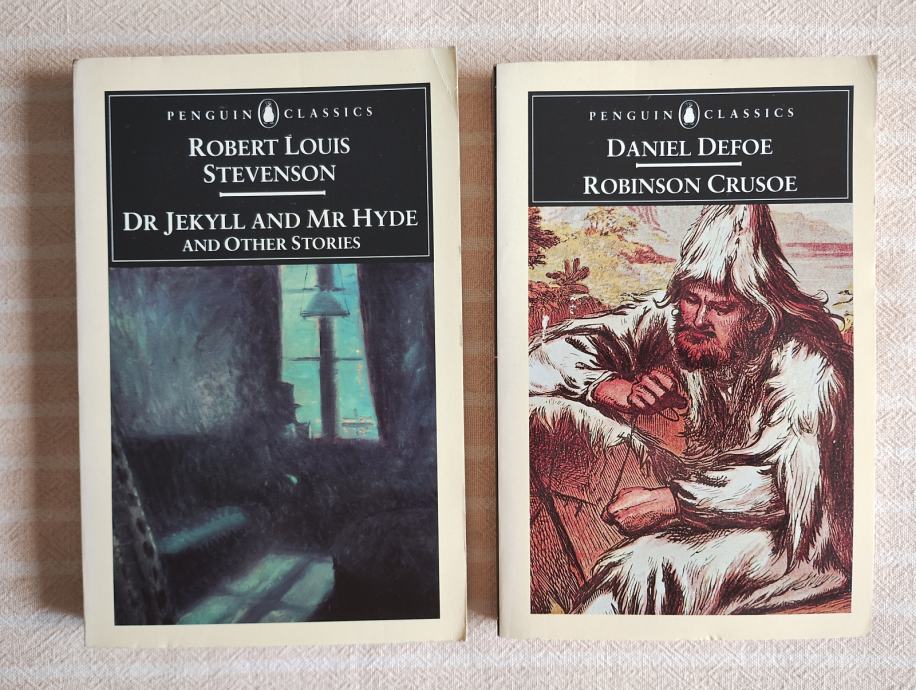 PENGUIN CLASSICS
ROBERT LOUIS
STEVENSON
DR JEKYLL AND MR HYDE
AND OTHER STORIES
PENGUIN CLASSICS
DANIEL DEFOE
ROBINSON CRUSOE